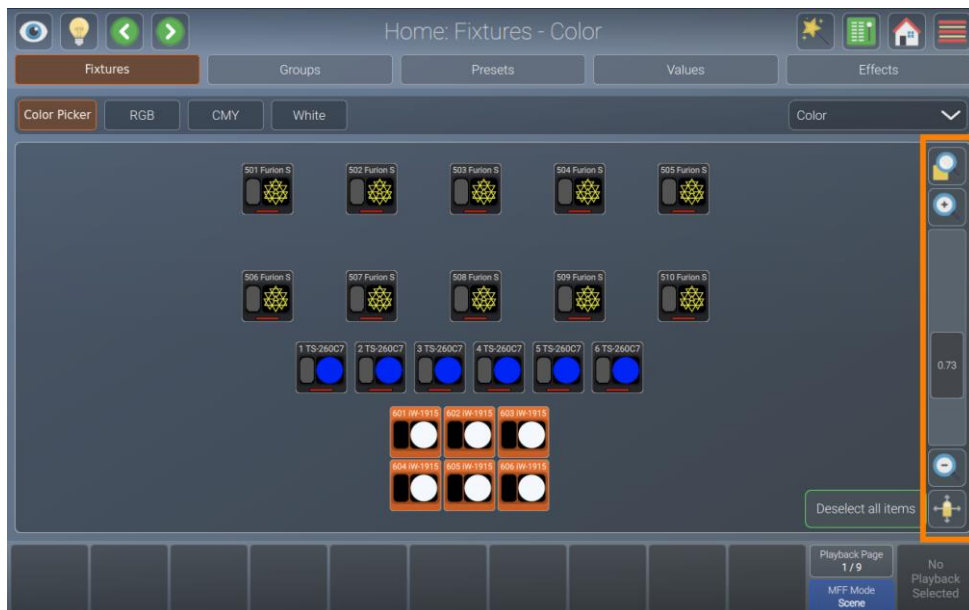 Home: Fixtures - Color
Fixtures
Groups
Presets
Values
Effects
Color Picker
RGB
CMY
White
Color
501 Furion S
502 Furion S
503 Furion S
504 Furion S
505 Furion S
506 Furion S
507 Furion S
508 Furion S
509 Furion S
510 Furion S
1 TS-260C7
2 TS-260C7
3 TS-260C7
4 TS-260C7
5 TS-260C7
6 TS-260C7
0.73
601 iW-1915
602 iW-1915
603 iW-1915
604 iW-1915
605 iW-1915
606 iW-1915
Deselect all items
Playback Page
1 / 9
MFF Mode
Scene
No
Playback
Selected